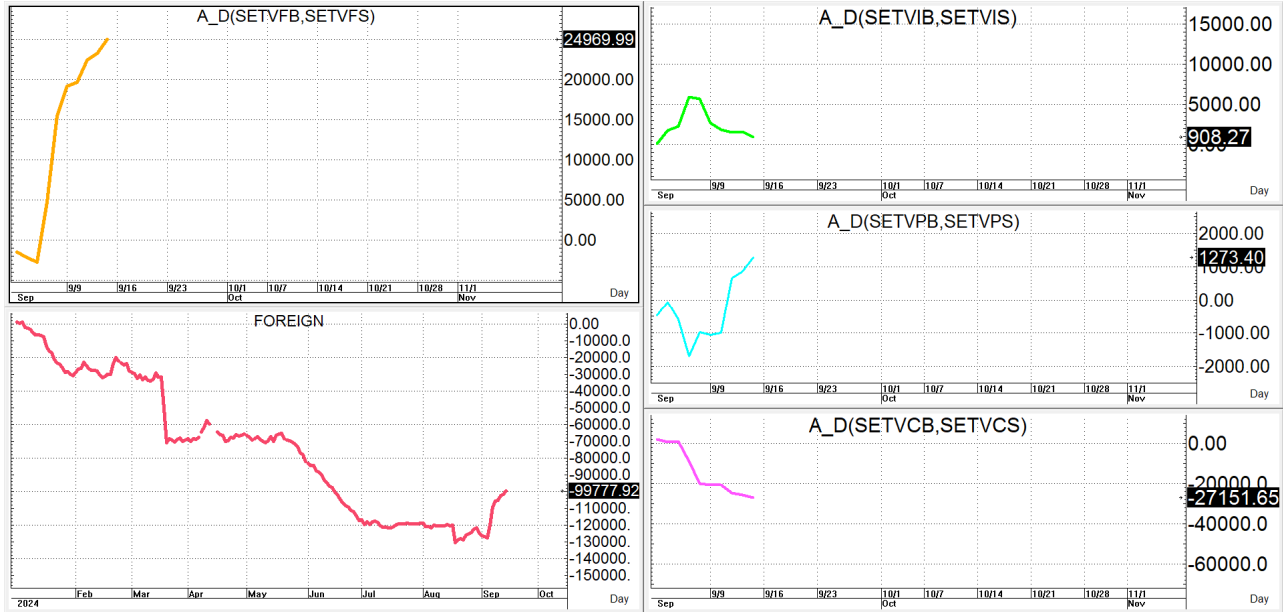 A_D(SETVFB,SETVFS)
24969.99
20000.00
15000.00
10000.00
5000.00
0.00
9/9 9/16 9/23 10/1 10/7 10/14 10/21 10/28 11/1
Sep Oct Nov
Day
FOREIGN
0.00
-10000.0
-20000.0
-30000.0
-40000.0
-50000.0
-60000.0
-70000.0
-80000.0
-90000.0
-99777.92
-110000.
-120000.
-130000.
-140000.
-150000.
Feb Mar Apr May Jun Jul Aug Sep Oct
2024
Day
A_D(SETVIB,SETVIS)
15000.00
10000.00
5000.00
908.27
0.00
9/9 9/16 9/23 10/1 10/7 10/14 10/21 10/28 11/1
Sep Oct Nov
Day
A_D(SETVPB,SETVPS)
2000.00
1273.40
1000.00
0.00
-1000.00
-2000.00
9/9 9/16 9/23 10/1 10/7 10/14 10/21 10/28 11/1
Sep Oct Nov
Day
A_D(SETVCB,SETVCS)
0.00
-20000.0
-27151.65
-40000.0
-60000.0
9/9 9/16 9/23 10/1 10/7 10/14 10/21 10/28 11/1
Sep Oct Nov
Day